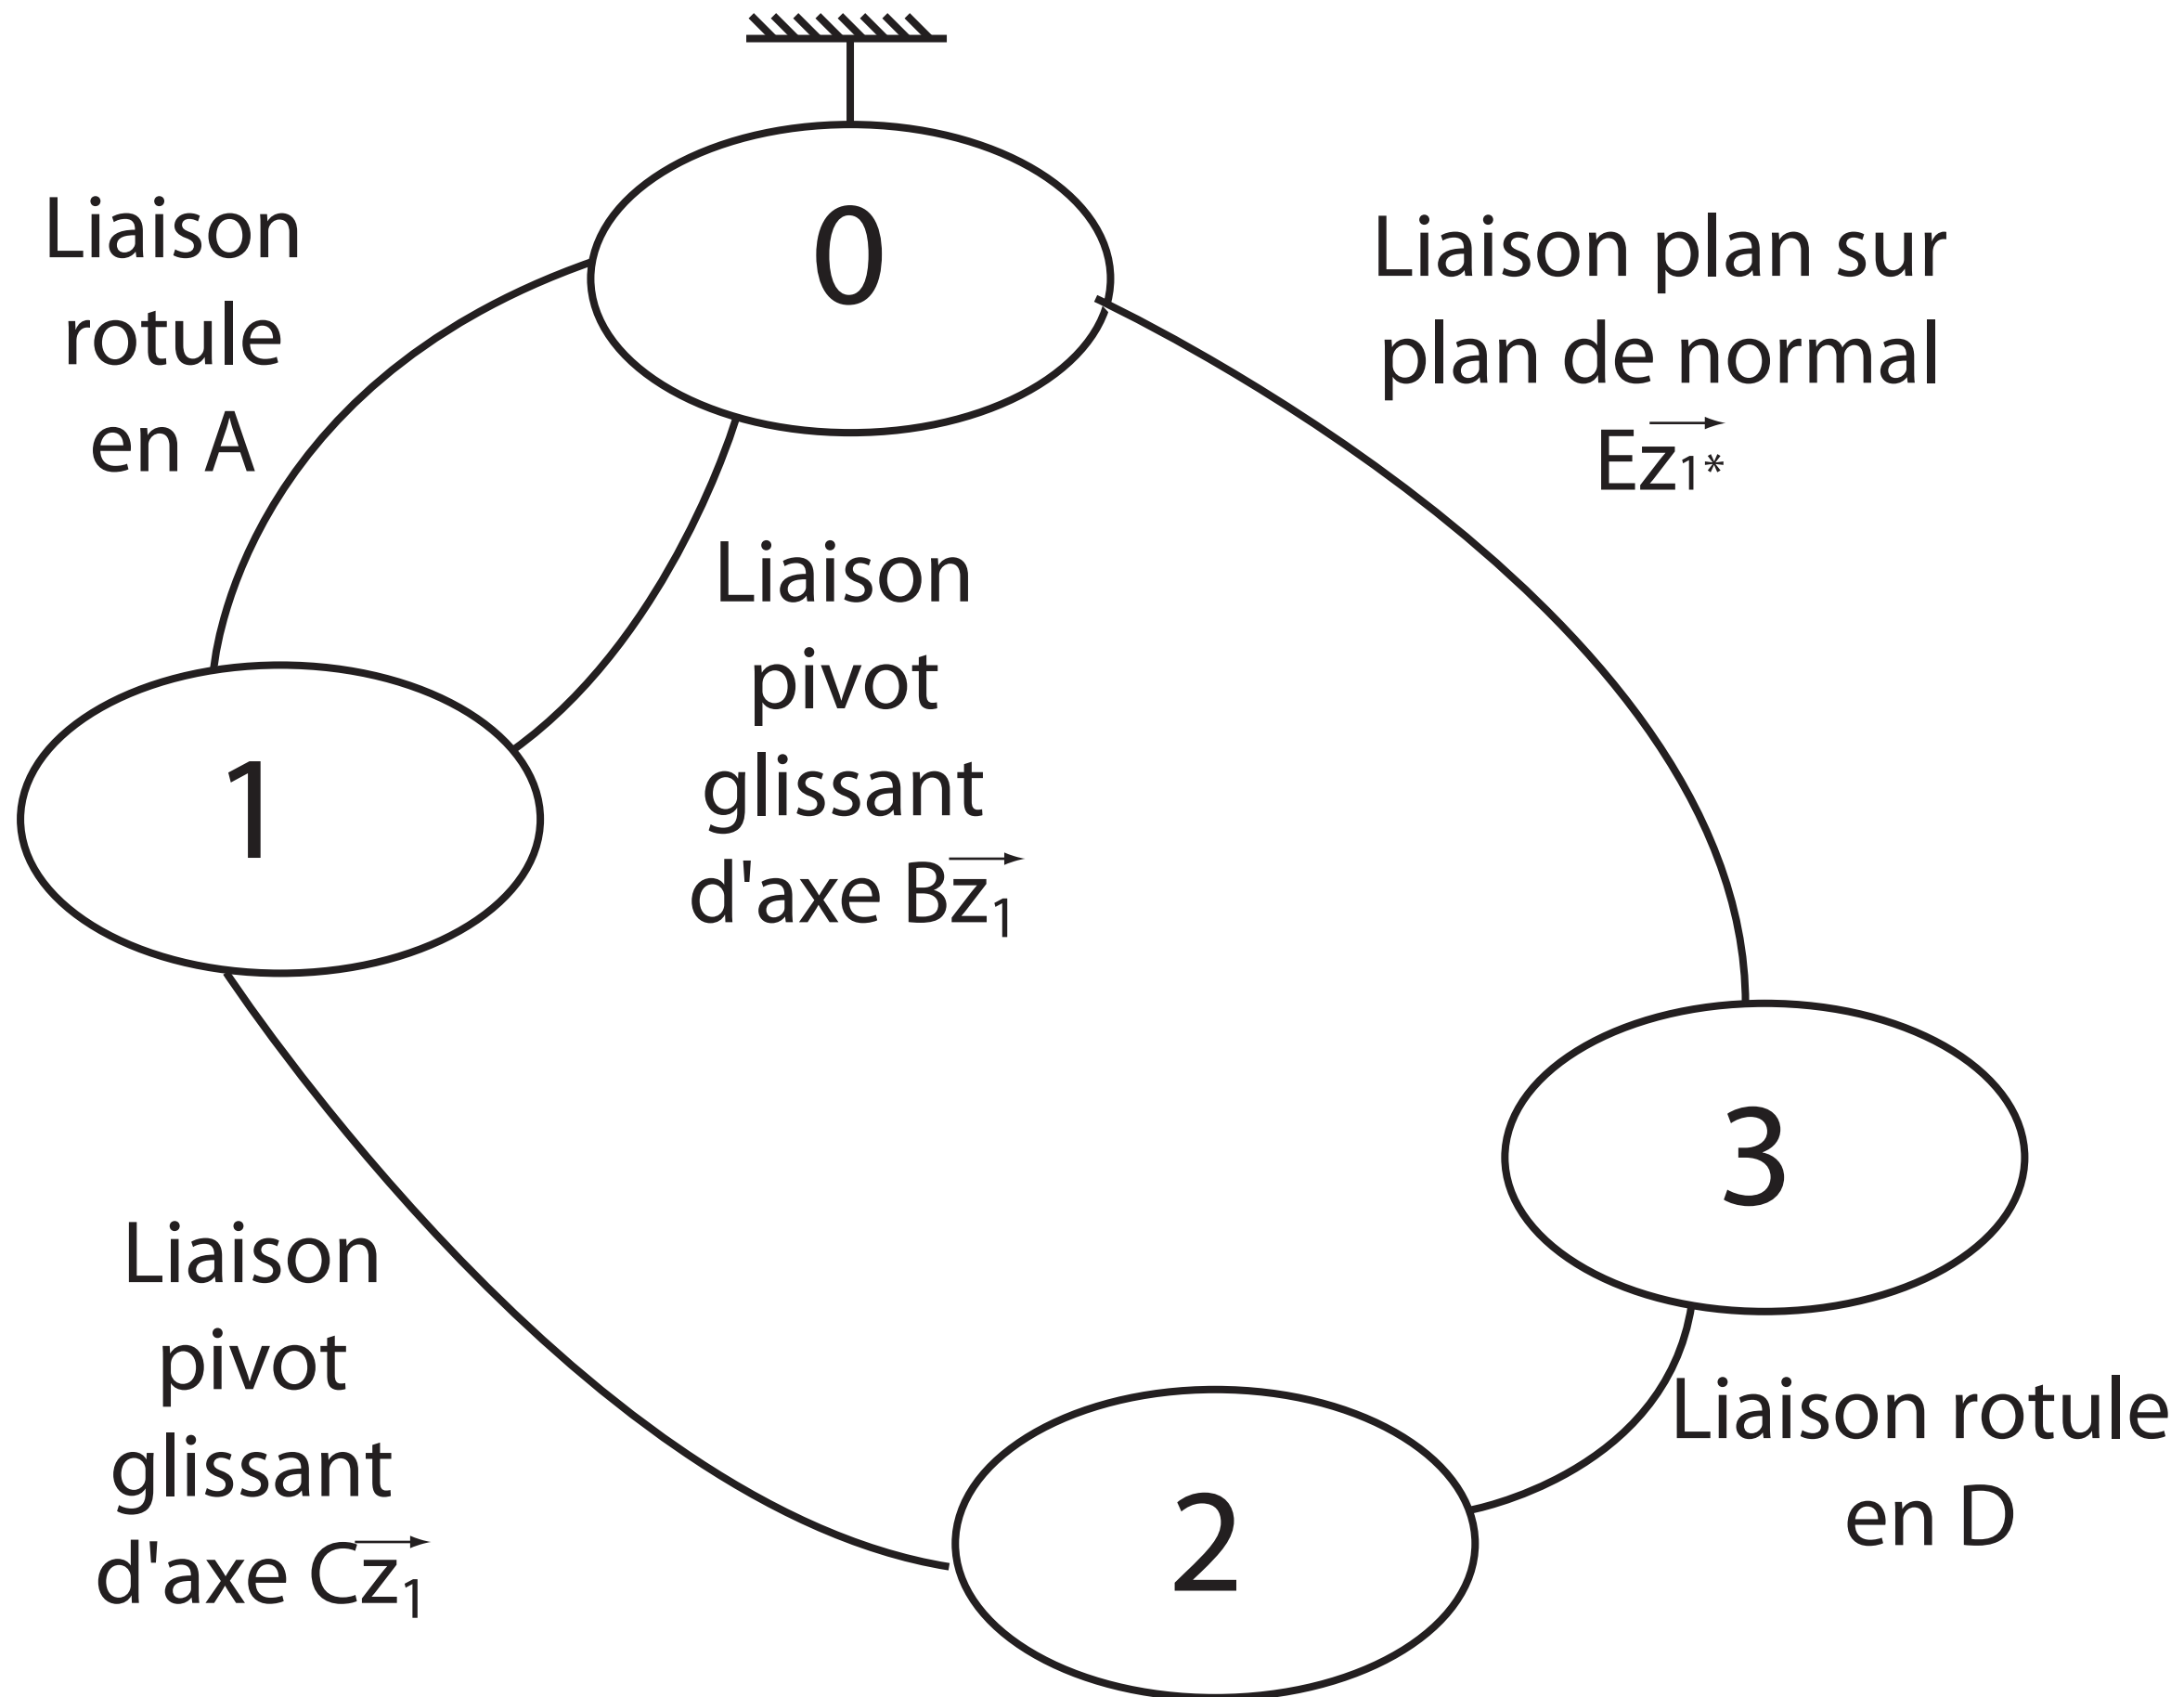 0
Liaison
rotule
en A
Liaison plan sur
plan de normal
Ez₁*
Liaison
pivot
glissant
d'axe Bz₁
1
3
Liaison
pivot
glissant
d'axe Cz₁
Liaison rotule
en D
2